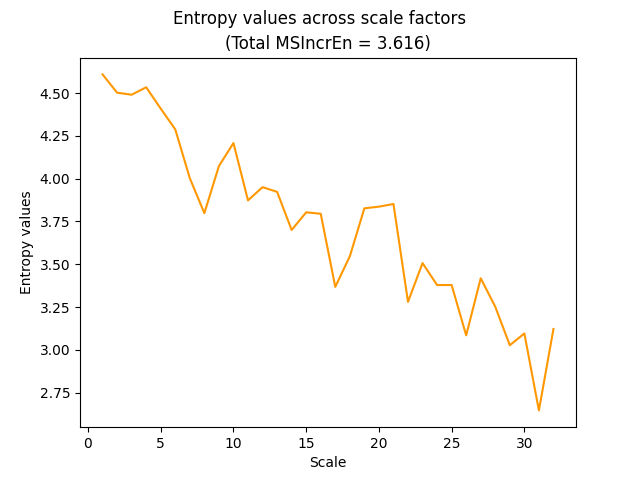 Entropy values across scale factors
(Total MSIncrEn = 3.616)
Entropy values
4.50
4.25
4.00
3.75
3.50
3.25
3.00
2.75
0 5 10 15 20 25 30
Scale